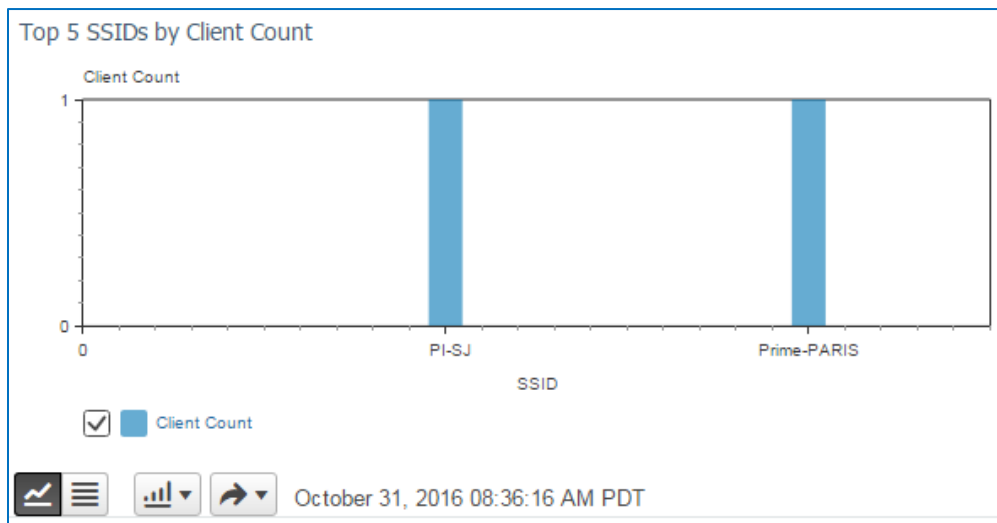 Top 5 SSIDs by Client Count
Client Count
1
0
0 PI-SJ Prime-PARIS
SSID
Client Count
October 31, 2016 08:36:16 AM PDT